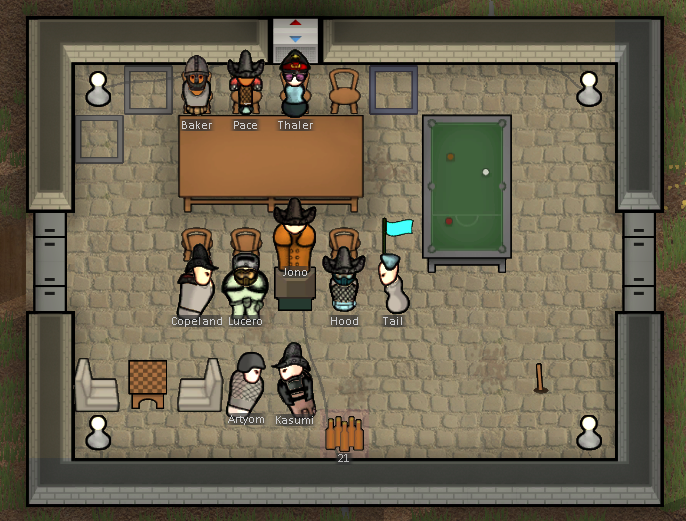 Baker Pace Thaler
Jono
Copeland Lucero Hood Tail
Artyom Kasumi
21